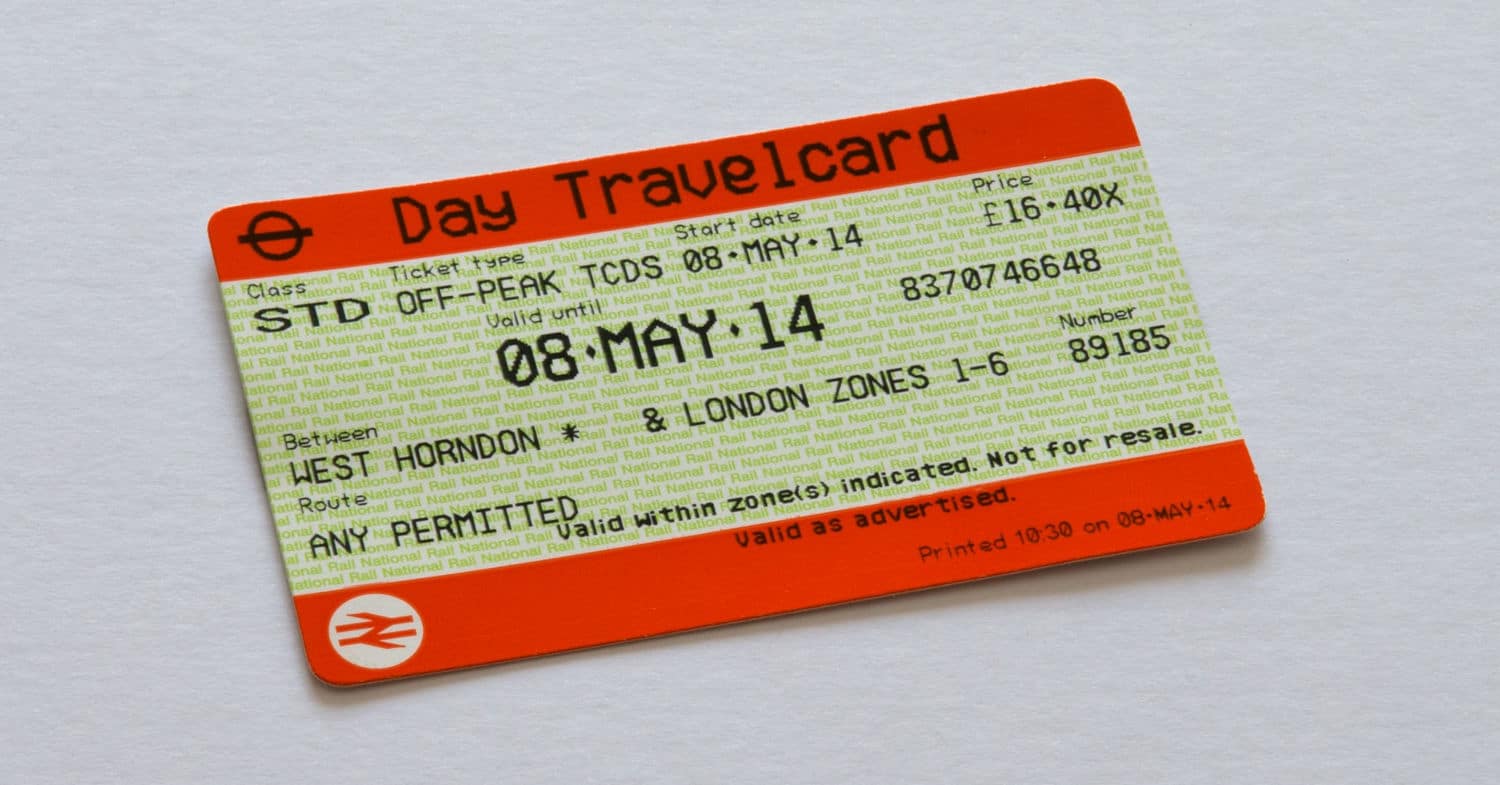 Day Travelcard
Class Ticket type Start date Price
STD OFF-PEAK TCDS 08·MAY·14 £16·40X
Valid until
08·MAY·14 8370746648
Number
Between & LONDON ZONES 1-6 89185
WEST HORNDON *
Route
ANY PERMITTED
Valid within zone(s) indicated. Not for resale.
Valid as advertised.
Printed 10:30 on 08·MAY·14
National Rail